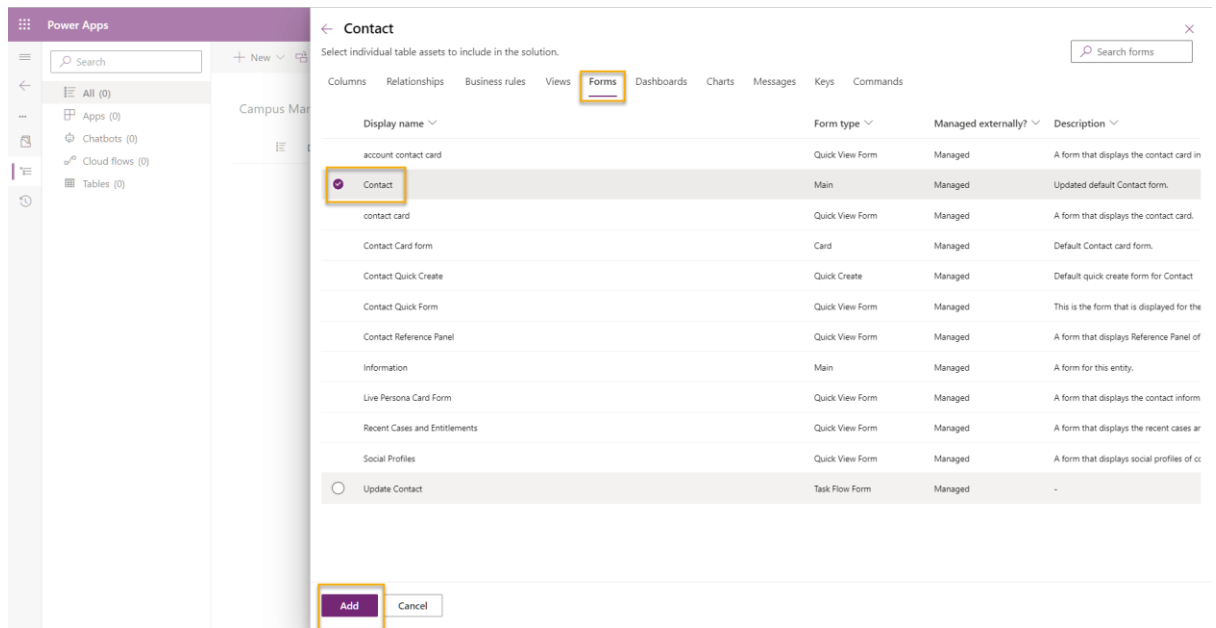 Power Apps
Contact
Select individual table assets to include in the solution.
Search forms
Search
New
Columns Relationships Business rules Views Forms Dashboards Charts Messages Keys Commands
All (0)
Apps (0)
Chatbots (0)
Cloud flows (0)
Tables (0)
Campus Mar
Display name Form type Managed externally? Description
account contact card Quick View Form Managed A form that displays the contact card in
Contact Main Managed Updated default Contact form.
contact card Quick View Form Managed A form that displays the contact card.
Contact Card form Card Managed Default Contact card form.
Contact Quick Create Quick Create Managed Default quick create form for Contact
Contact Quick Form Quick View Form Managed This is the form that is displayed for the
Contact Reference Panel Quick View Form Managed A form that displays Reference Panel of
Information Main Managed A form for this entity.
Live Persona Card Form Quick View Form Managed A form that displays the contact inform
Recent Cases and Entitlements Quick View Form Managed A form that displays the recent cases ar
Social Profiles Quick View Form Managed A form that displays social profiles of cc
Update Contact Task Flow Form Managed -
Add Cancel